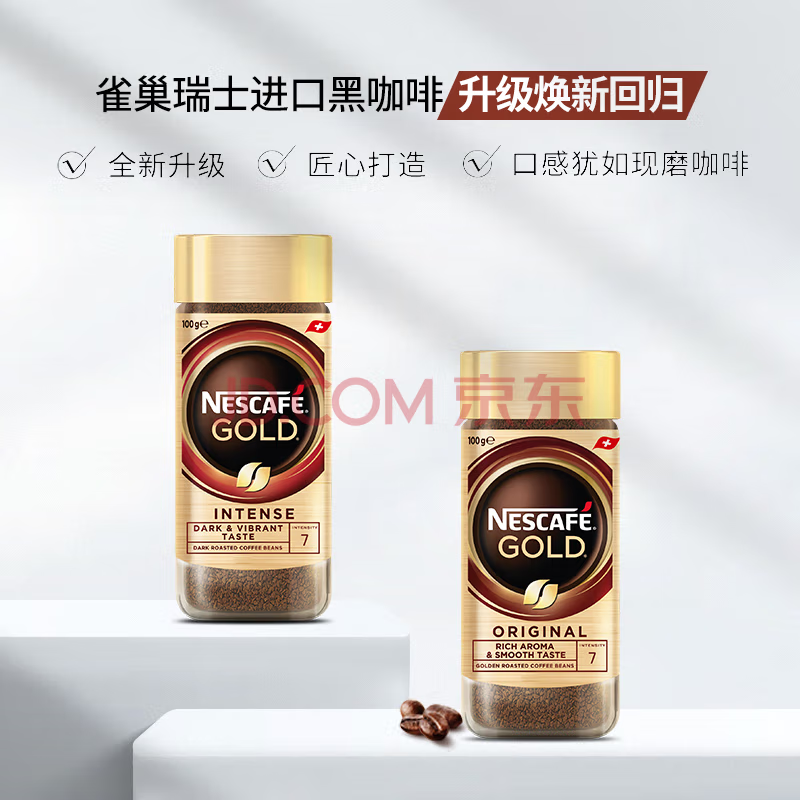 雀巢瑞士进口黑咖啡 升级焕新回归
全新升级 匠心打造 口感犹如现磨咖啡
100g℮
NESCAFÉ®
GOLD®
INTENSE
DARK & VIBRANT
TASTE
DARK ROASTED COFFEE BEANS
INTENSITY
7
JD.COM 京东
100g℮
NESCAFÉ®
GOLD®
ORIGINAL
RICH AROMA
& SMOOTH TASTE
GOLDEN ROASTED COFFEE BEANS
INTENSITY
7